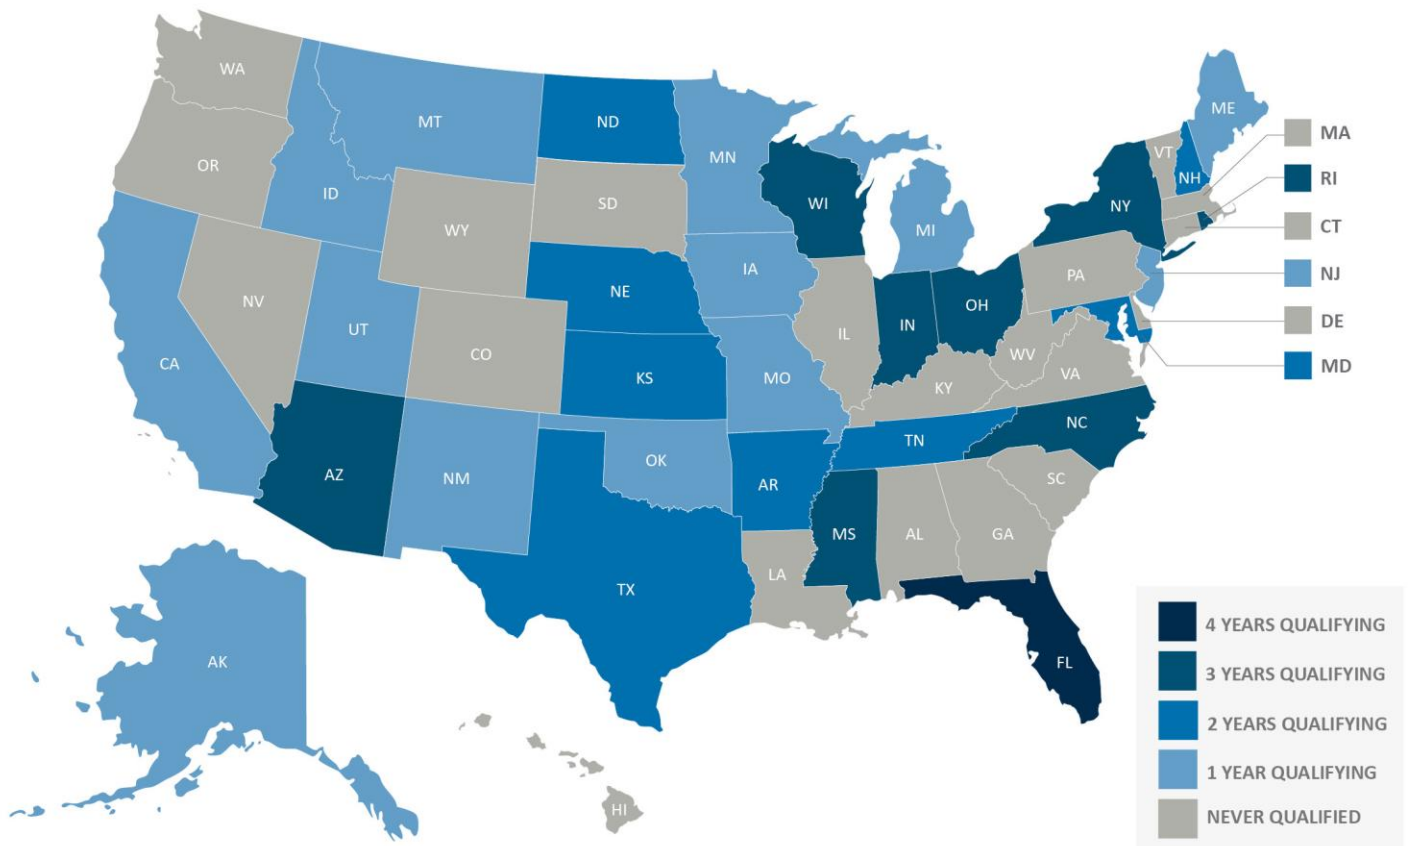 WA
MT
ND
MN
ME
OR
ID
SD
WI
MI
VT
NH
NY
MA
RI
CT
NJ
DE
MD
WY
IA
NE
PA
NV
UT
CO
IL
IN
OH
WV
VA
CA
KS
MO
KY
AZ
NM
OK
AR
TN
NC
SC
MS
AL
GA
LA
TX
FL
AK
HI
4 YEARS QUALIFYING
3 YEARS QUALIFYING
2 YEARS QUALIFYING
1 YEAR QUALIFYING
NEVER QUALIFIED